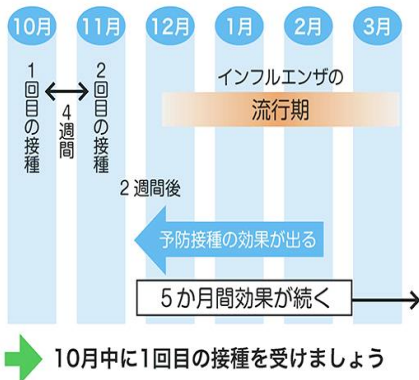 10月 11月 12月 1月 2月 3月
1回目の接種
4週間
2回目の接種
インフルエンザの
流行期
2週間後
予防接種の効果が出る
5か月間効果が続く
10月中に1回目の接種を受けましょう